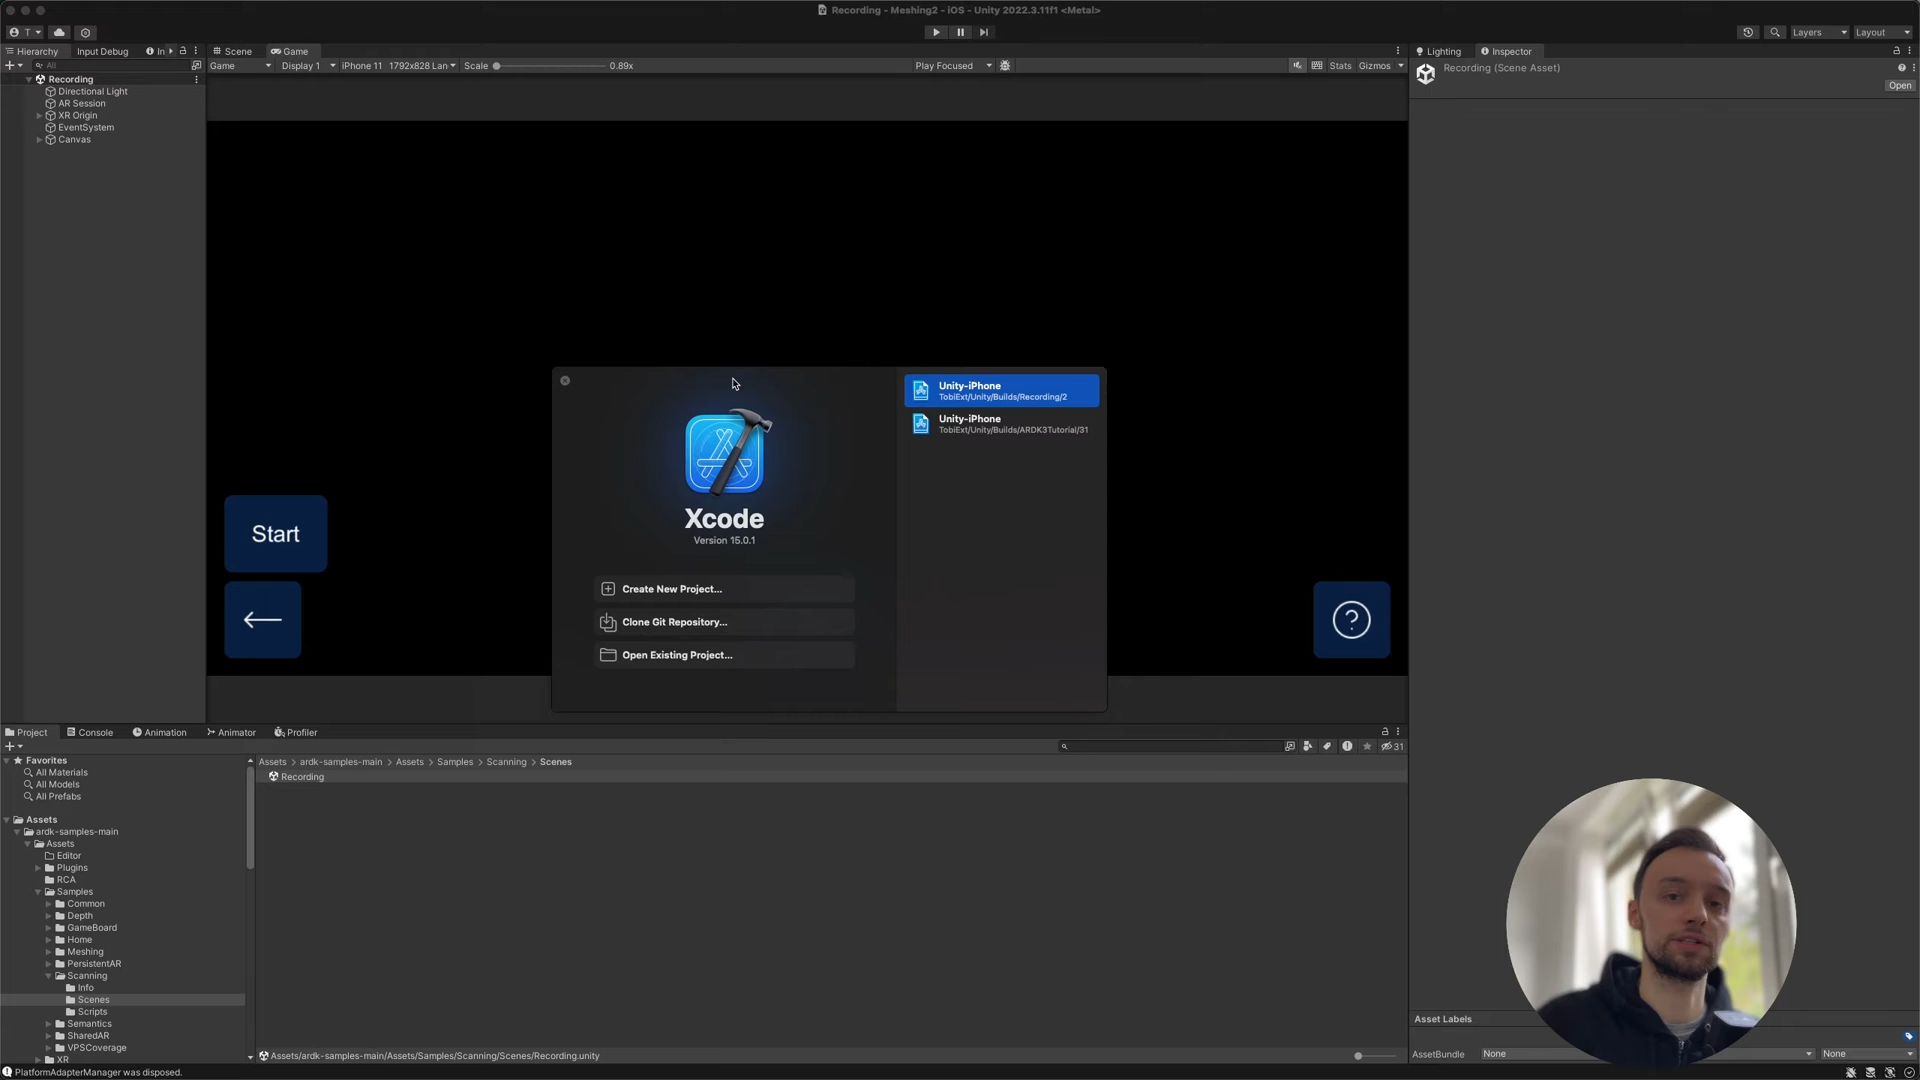 Recording - Meshing2 - iOS - Unity 2022.3.11f1 <Metal>
T
Layers
Layout
Hierarchy
Input Debug
In
Scene
Game
Lighting
Inspector
All
Game
Display 1
iPhone 11
1792x828 Lan
Scale
0.89x
Play Focused
Stats
Gizmos
Recording (Scene Asset)
Open
Recording
Directional Light
AR Session
XR Origin
EventSystem
Canvas
Start
?
Xcode
Version 15.0.1
Create New Project...
Clone Git Repository...
Open Existing Project...
Unity-iPhone
TobiExt/Unity/Builds/Recording/2
Unity-iPhone
TobiExt/Unity/Builds/ARDK3Tutorial/31
Project
Console
Animation
Animator
Profiler
31
Favorites
All Materials
All Models
All Prefabs
Assets
ardk-samples-main
Assets
Editor
Plugins
RCA
Samples
Common
Depth
GameBoard
Home
Meshing
PersistentAR
Scanning
Info
Scenes
Scripts
Semantics
SharedAR
VPSCoverage
XR
Assets > ardk-samples-main > Assets > Samples > Scanning > Scenes
Recording
Assets/ardk-samples-main/Assets/Samples/Scanning/Scenes/Recording.unity
Asset Labels
AssetBundle
None
None
PlatformAdapterManager was disposed.